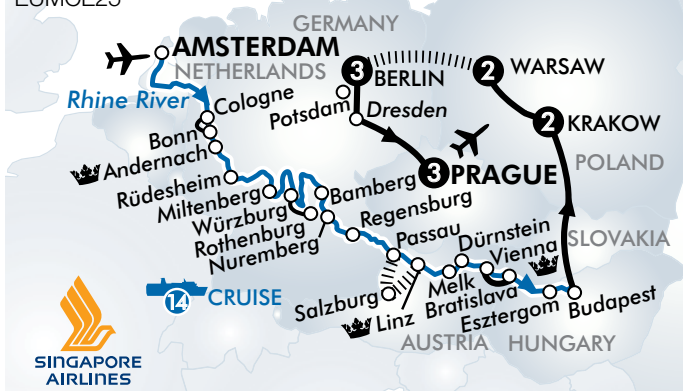 GERMANY
AMSTERDAM
NETHERLANDS
3
BERLIN
2
WARSAW
Rhine River
Cologne
Potsdam
Dresden
2
KRAKOW
Bonn
Andernach
POLAND
3
PRAGUE
Rüdesheim
Miltenberg
Bamberg
Würzburg
Rothenburg
Nuremberg
Regensburg
Passau
Dürnstein
Vienna
SLOVAKIA
14
CRUISE
Salzburg
Linz
Melk
Bratislava
Esztergom
Budapest
AUSTRIA
HUNGARY
SINGAPORE
AIRLINES